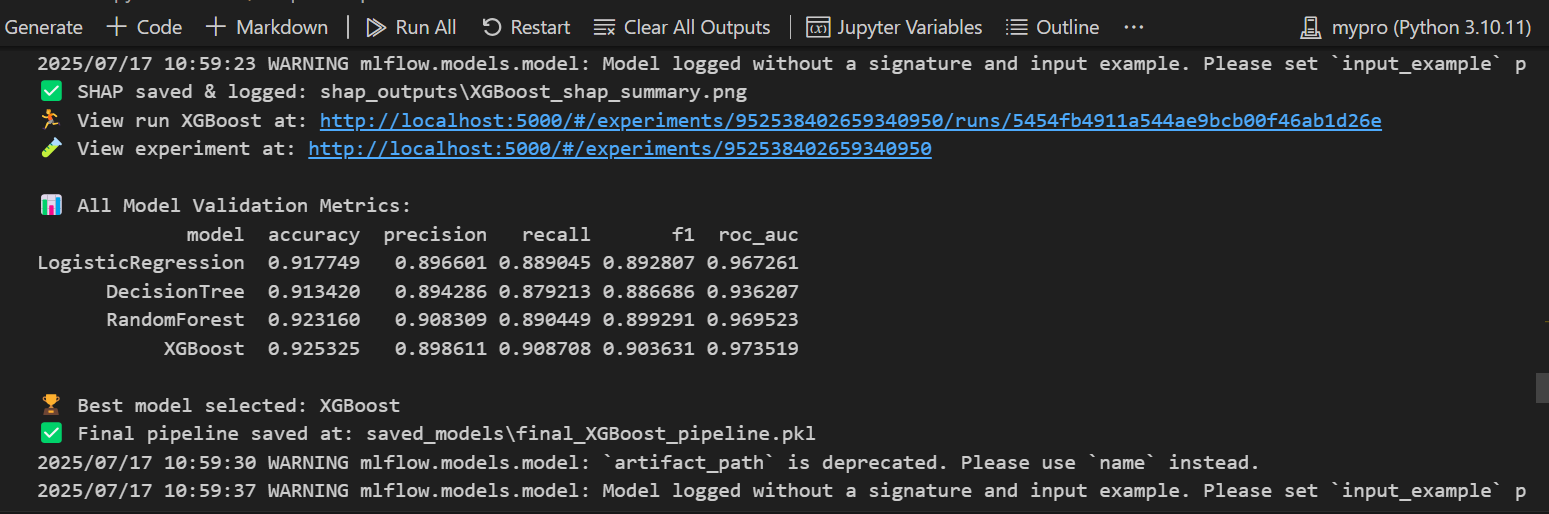 Generate + Code + Markdown Run All Restart Clear All Outputs Jupyter Variables Outline ... mypro (Python 3.10.11)
2025/07/17 10:59:23 WARNING mlflow.models.model: Model logged without a signature and input example. Please set `input_example` p
✅ SHAP saved & logged: shap_outputs\XGBoost_shap_summary.png
🏃 View run XGBoost at: http://localhost:5000/#/experiments/952538402659340950/runs/5454fb4911a544ae9bcb00f46ab1d26e
🧪 View experiment at: http://localhost:5000/#/experiments/952538402659340950
📊 All Model Validation Metrics:
model accuracy precision recall f1 roc_auc
LogisticRegression 0.917749 0.896601 0.889045 0.892807 0.967261
DecisionTree 0.913420 0.894286 0.879213 0.886686 0.936207
RandomForest 0.923160 0.908309 0.890449 0.899291 0.969523
XGBoost 0.925325 0.898611 0.908708 0.903631 0.973519
🏆 Best model selected: XGBoost
✅ Final pipeline saved at: saved_models\final_XGBoost_pipeline.pkl
2025/07/17 10:59:30 WARNING mlflow.models.model: `artifact_path` is deprecated. Please use `name` instead.
2025/07/17 10:59:37 WARNING mlflow.models.model: Model logged without a signature and input example. Please set `input_example` p